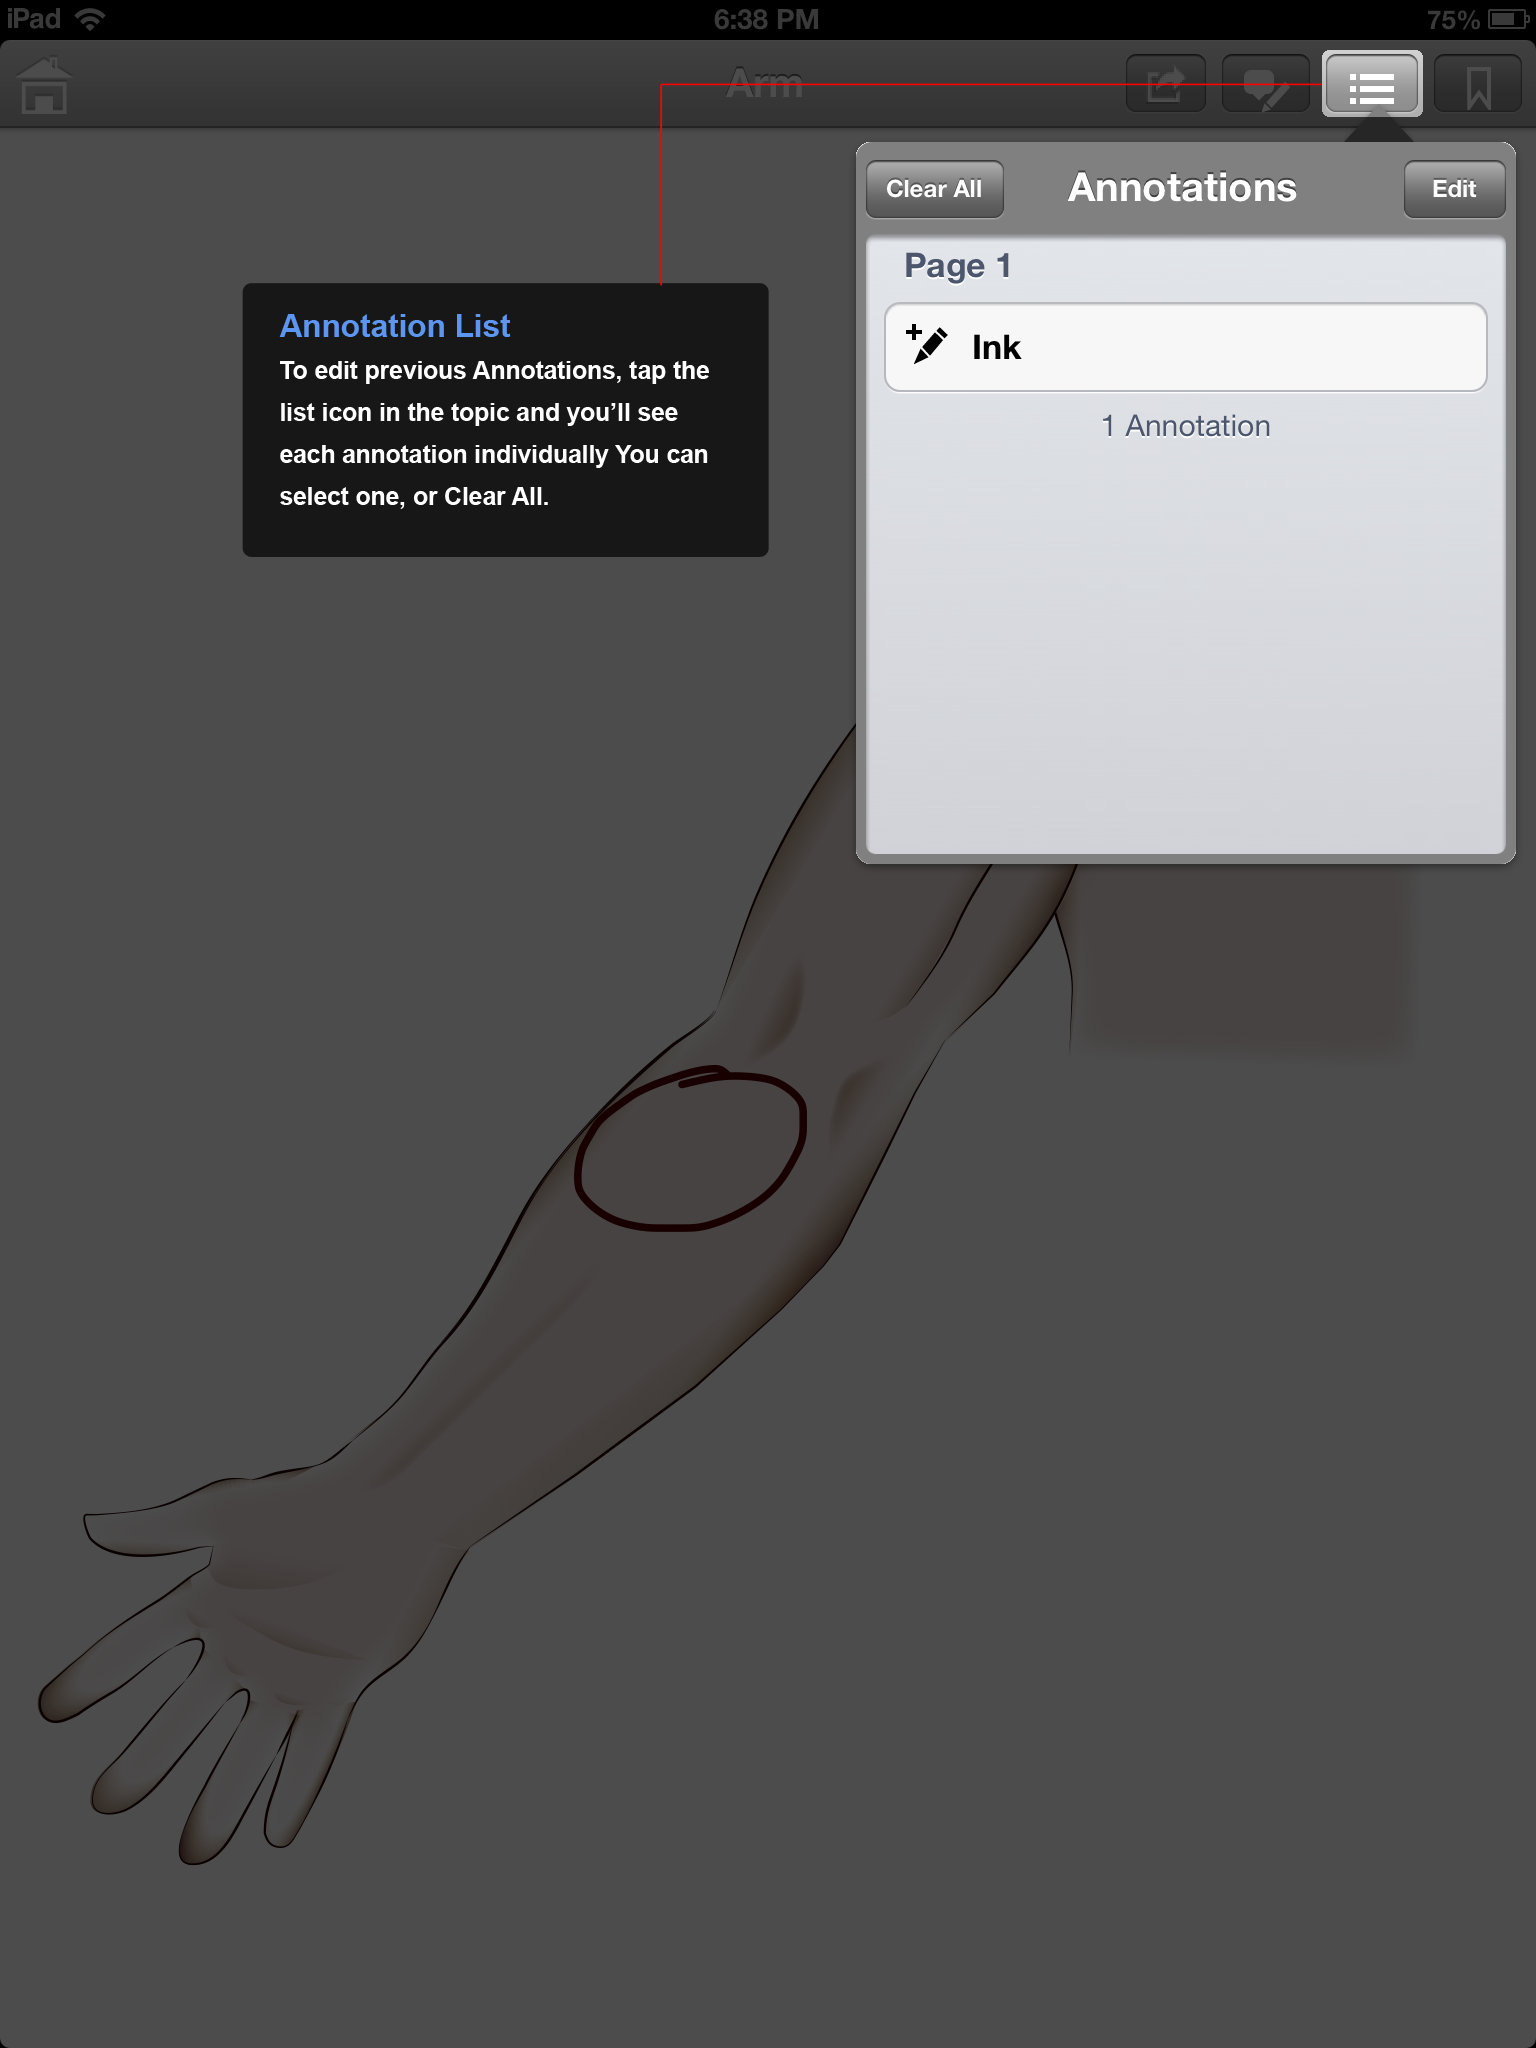 iPad
6:38 PM
75%
Arm
Clear All
Annotations
Edit
Page 1
Ink
1 Annotation
Annotation List
To edit previous Annotations, tap the
list icon in the topic and you’ll see
each annotation individually You can
select one, or Clear All.